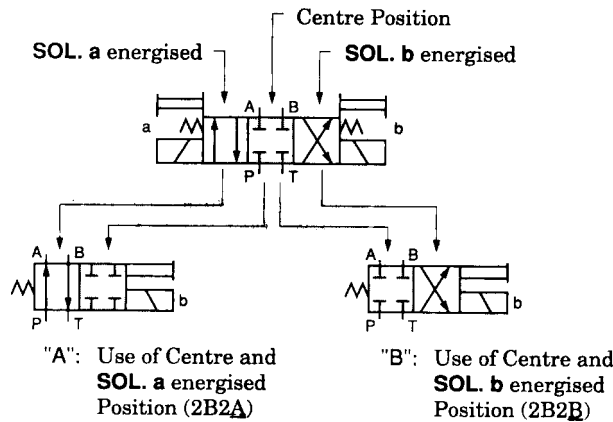 Centre Position
SOL. a energised
SOL. b energised
A B
a
b
P T
A B
b
P T
A B
b
P T
"A": Use of Centre and
SOL. a energised
Position (2B2A)
"B": Use of Centre and
SOL. b energised
Position (2B2B)